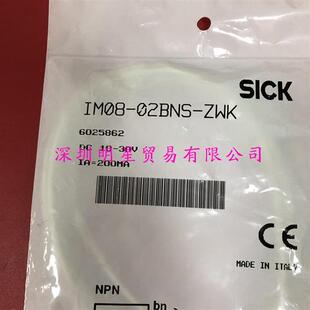 SICK
IM08-02BNS-ZWK
6025862
DC 10-30V
深圳明星贸易有限公司
IA=200MA
CE
MADE IN ITALY
NPN
bn